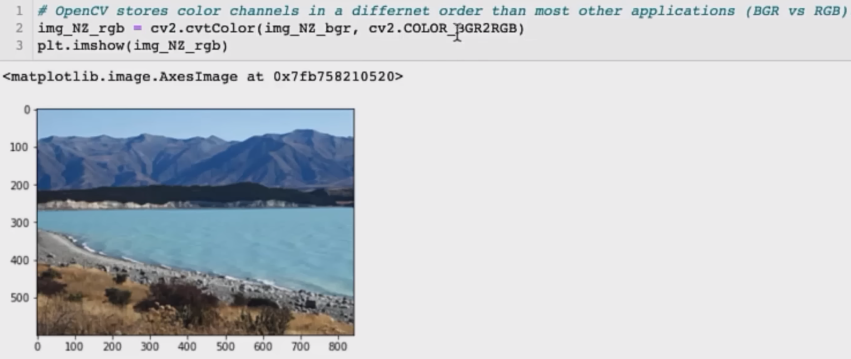 1 # OpenCV stores color channels in a differnet order than most other applications (BGR vs RGB)
2 img_NZ_rgb = cv2.cvtColor(img_NZ_bgr, cv2.COLOR_BGR2RGB)
3 plt.imshow(img_NZ_rgb)
<matplotlib.image.AxesImage at 0x7fb758210520>
0
100
200
300
400
500
0 100 200 300 400 500 600 700 800